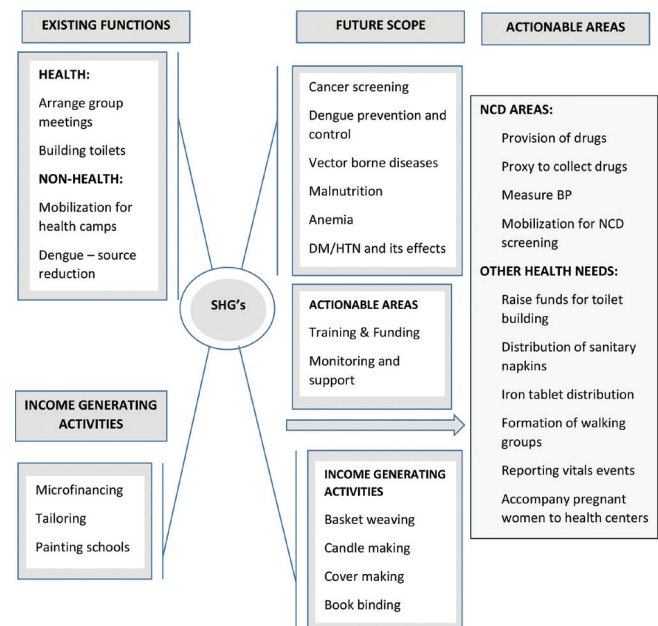 EXISTING FUNCTIONS
HEALTH:
Arrange group
meetings
Building toilets
NON-HEALTH:
Mobilization for
health camps
Dengue – source
reduction
INCOME GENERATING
ACTIVITIES
Microfinancing
Tailoring
Painting schools
SHG's
FUTURE SCOPE
Cancer screening
Dengue prevention and
control
Vector borne diseases
Malnutrition
Anemia
DM/HTN and its effects
ACTIONABLE AREAS
Training & Funding
Monitoring and
support
INCOME GENERATING
ACTIVITIES
Basket weaving
Candle making
Cover making
Book binding
ACTIONABLE AREAS
NCD AREAS:
Provision of drugs
Proxy to collect drugs
Measure BP
Mobilization for NCD
screening
OTHER HEALTH NEEDS:
Raise funds for toilet
building
Distribution of sanitary
napkins
Iron tablet distribution
Formation of walking
groups
Reporting vitals events
Accompany pregnant
women to health centers